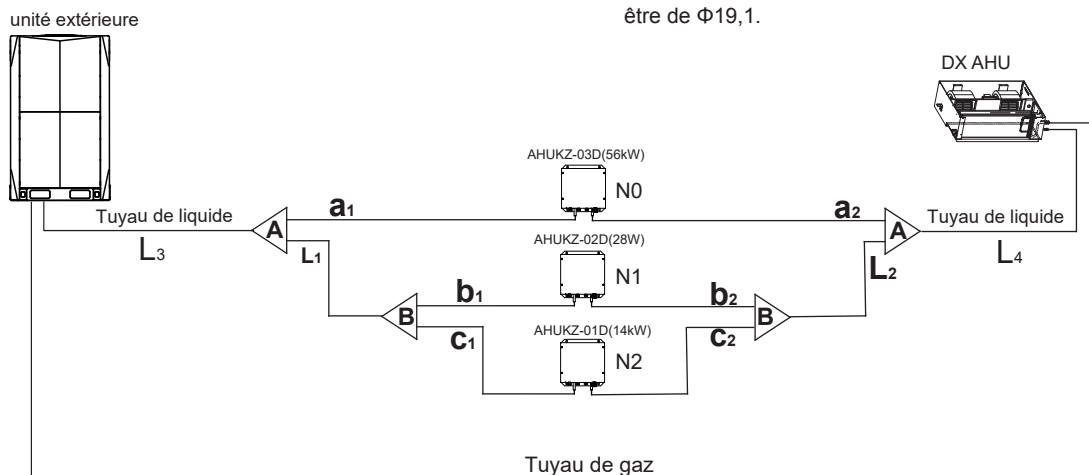 être de Φ19,1.
unité extérieure
DX AHU
AHUKZ-03D(56kW)
N0
a1
a2
Tuyau de liquide
A
A
Tuyau de liquide
L3
L1
AHUKZ-02D(28W)
N1
L2
L4
b1
b2
B
B
c1
AHUKZ-01D(14kW)
c2
N2
Tuyau de gaz